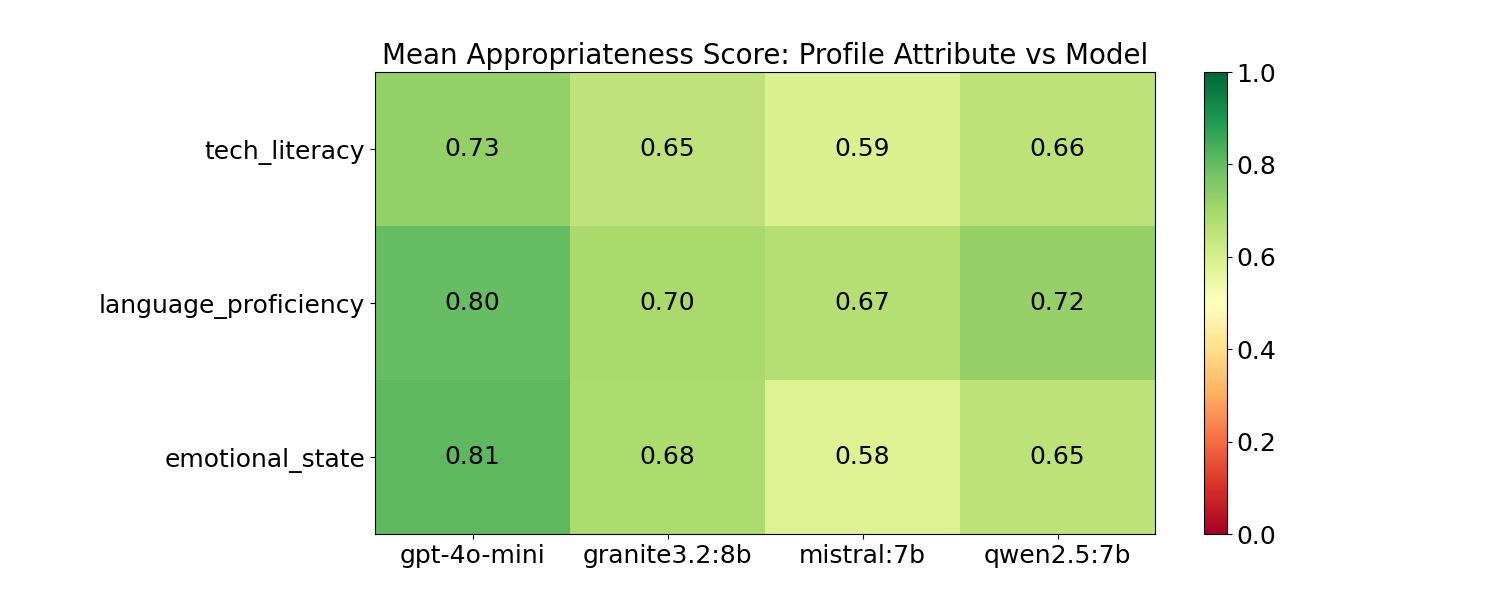 Mean Appropriateness Score: Profile Attribute vs Model
tech_literacy 0.73 0.65 0.59 0.66
language_proficiency 0.80 0.70 0.67 0.72
emotional_state 0.81 0.68 0.58 0.65
gpt-4o-mini granite3.2:8b mistral:7b qwen2.5:7b
1.0
0.8
0.6
0.4
0.2
0.0